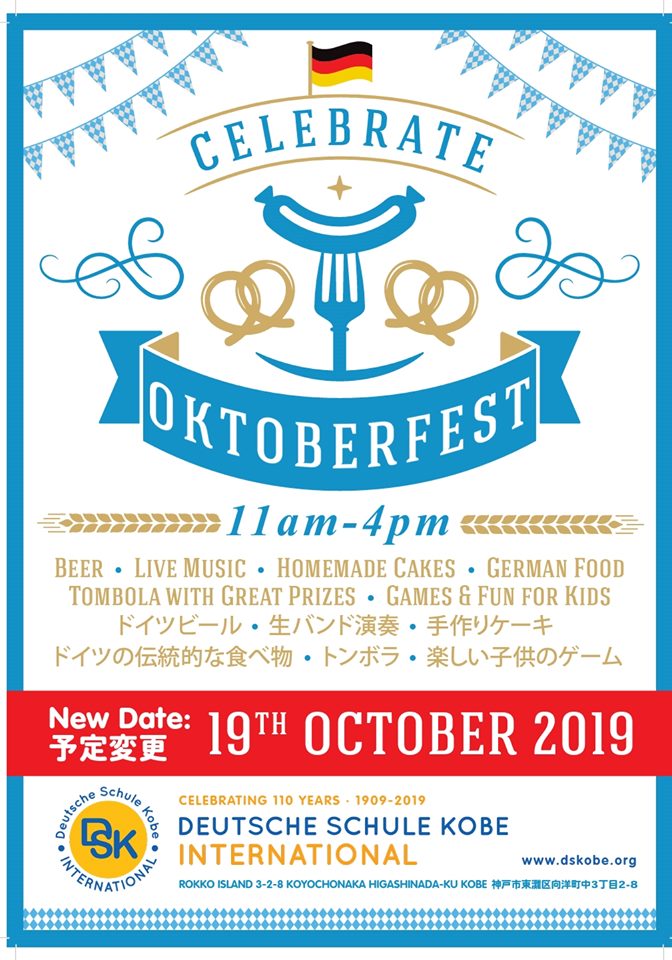 CELEBRATE
OKTOBERFEST
11am-4pm
BEER • LIVE MUSIC • HOMEMADE CAKES • GERMAN FOOD
TOMBOLA WITH GREAT PRIZES • GAMES & FUN FOR KIDS
ドイツビール • 生バンド演奏 • 手作りケーキ
ドイツの伝統的な食べ物 • トンボラ • 楽しい子供のゲーム
New Date: 19TH OCTOBER 2019
予定変更
Deutsche Schule Kobe
DSK
• INTERNATIONAL •
CELEBRATING 110 YEARS · 1909-2019
DEUTSCHE SCHULE KOBE
INTERNATIONAL
www.dskobe.org
ROKKO ISLAND 3-2-8 KOYOCHONAKA HIGASHINADA-KU KOBE 神戸市東灘区向洋町中3丁目2-8